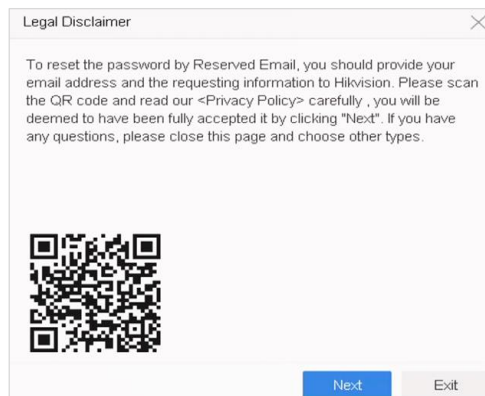 Legal Disclaimer
To reset the password by Reserved Email, you should provide your
email address and the requesting information to Hikvision. Please scan
the QR code and read our <Privacy Policy> carefully , you will be
deemed to have been fully accepted it by clicking "Next". If you have
any questions, please close this page and choose other types.
Next
Exit